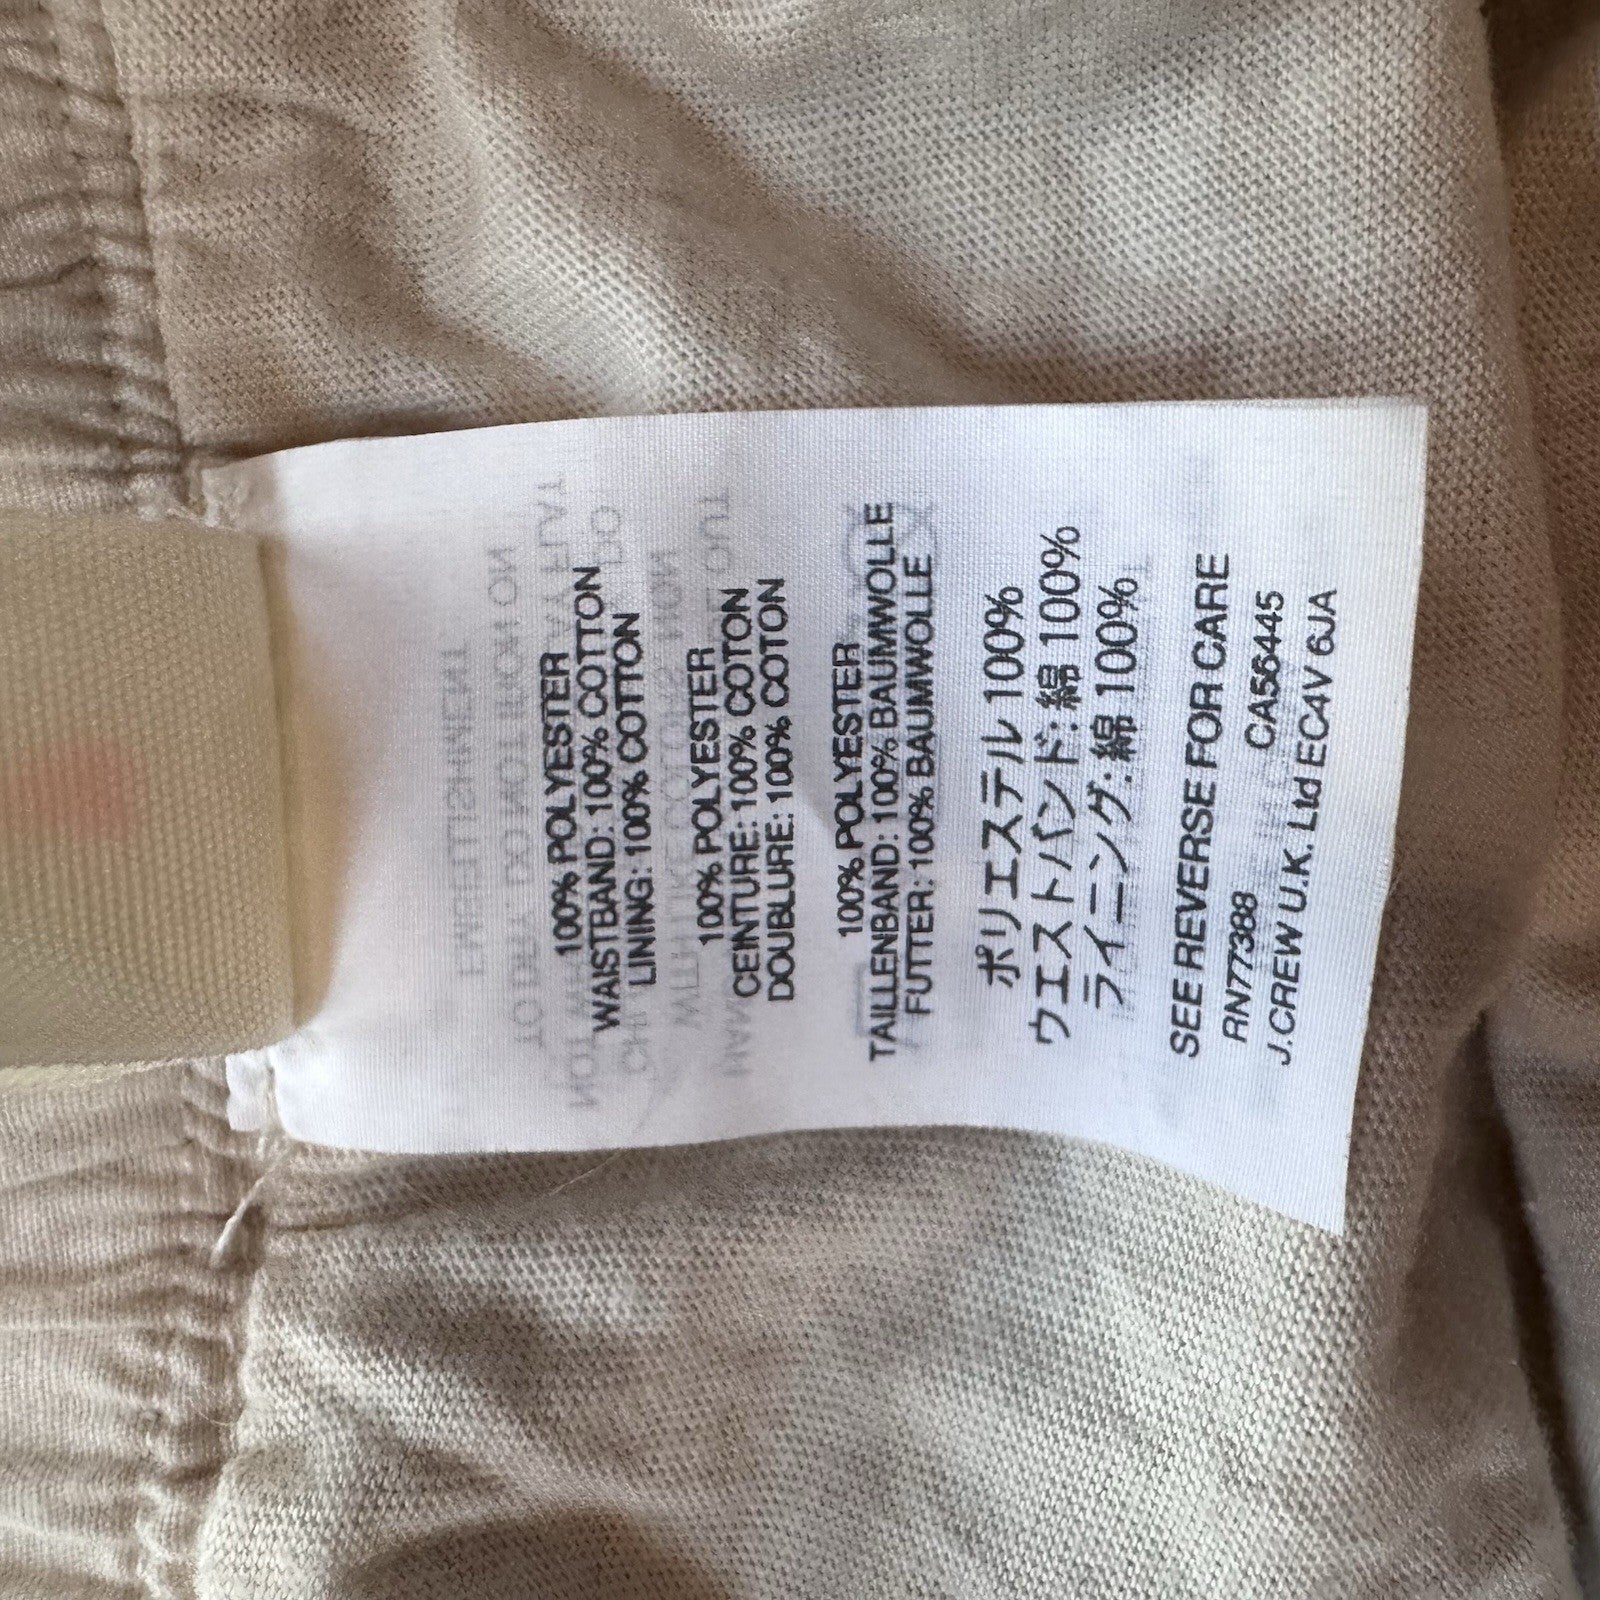 100% POLYESTER
WAISTBAND: 100% COTTON
LINING: 100% COTTON
100% POLYESTER
CEINTURE: 100% COTON
DOUBLURE: 100% COTON
100% POLYESTER
TAILLENBAND: 100% BAUMWOLLE
FUTTER: 100% BAUMWOLLE
ポリエステル 100%
ウエストバンド: 綿 100%
ライニング: 綿 100%
SEE REVERSE FOR CARE
RN77388 CA56445
J.CREW U.K. Ltd EC4V 6JA